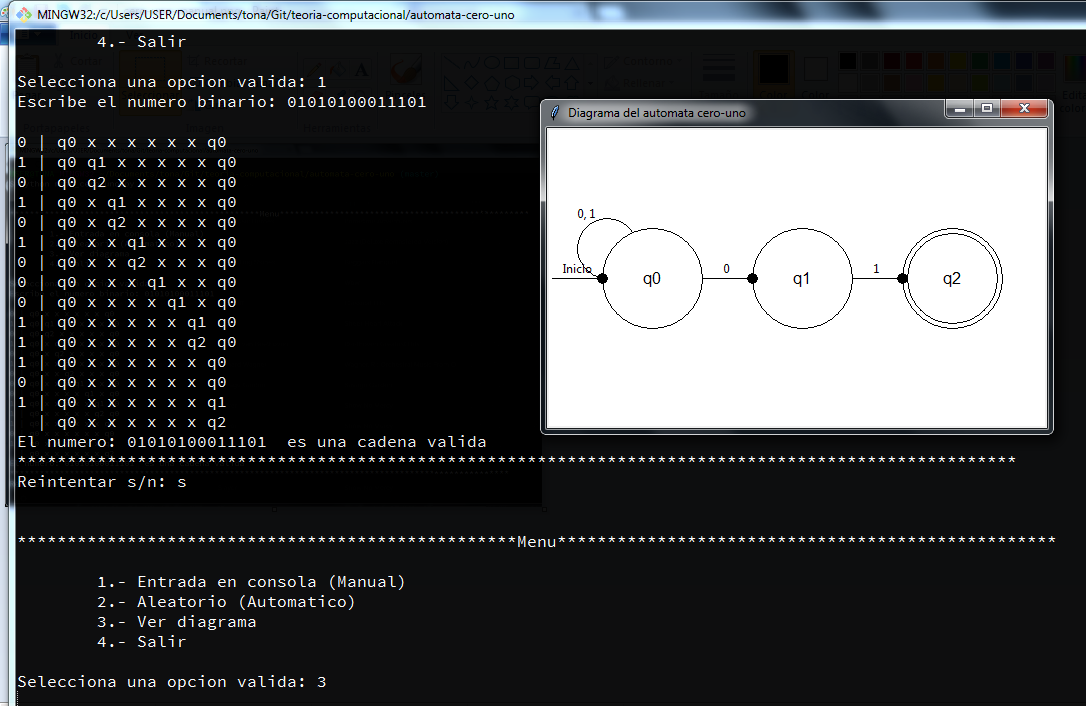 MINGW32:/c/Users/USER/Documents/tona/Git/teoria-computacional/automata-cero-uno
4.- Salir
Selecciona una opcion valida: 1
Escribe el numero binario: 01010100011101
0 | q0 x x x x x x q0
1 | q0 q1 x x x x x q0
0 | q0 q2 x x x x x q0
1 | q0 x q1 x x x x q0
0 | q0 x q2 x x x x q0
1 | q0 x x q1 x x x q0
0 | q0 x x q2 x x x q0
0 | q0 x x x q1 x x q0
0 | q0 x x x x q1 x q0
1 | q0 x x x x x q1 q0
1 | q0 x x x x x q2 q0
1 | q0 x x x x x x q0
0 | q0 x x x x x x q0
1 | q0 x x x x x x q1
| q0 x x x x x x q2
El numero: 01010100011101  es una cadena valida
****************************************************************************************************
Reintentar s/n: s
**************************************************Menu**************************************************
1.- Entrada en consola (Manual)
2.- Aleatorio (Automatico)
3.- Ver diagrama
4.- Salir
Selecciona una opcion valida: 3
Diagrama del automata cero-uno
0, 1
Inicio
q0
0
q1
1
q2